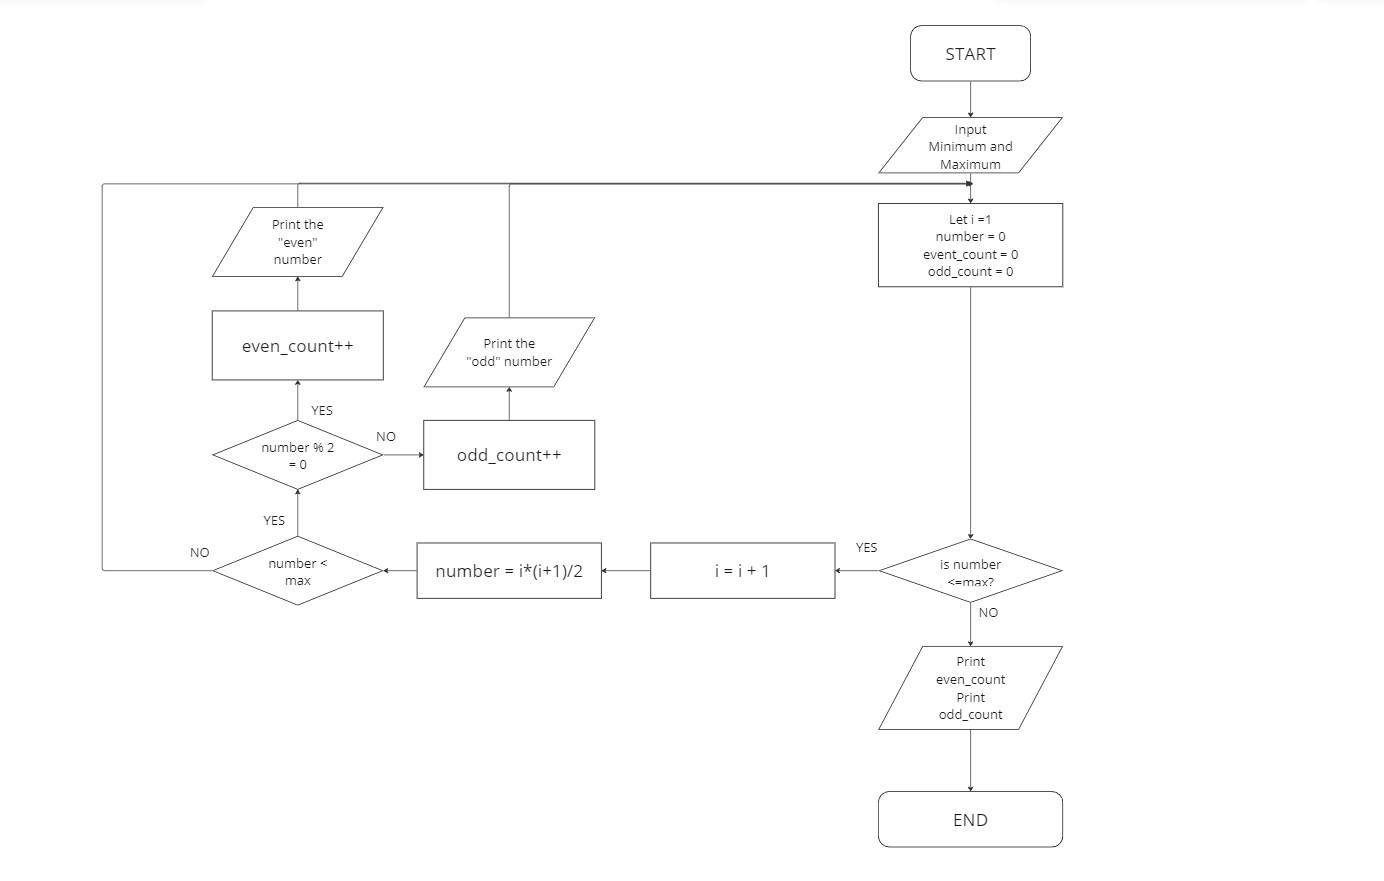 START
Input
Minimum and
Maximum
Let i =1
number = 0
event_count = 0
odd_count = 0
Print the
"even"
number
even_count++
Print the
"odd" number
YES
number % 2
= 0
NO
odd_count++
YES
NO
number <
max
number = i*(i+1)/2
i = i + 1
YES
is number
<=max?
NO
Print
even_count
Print
odd_count
END